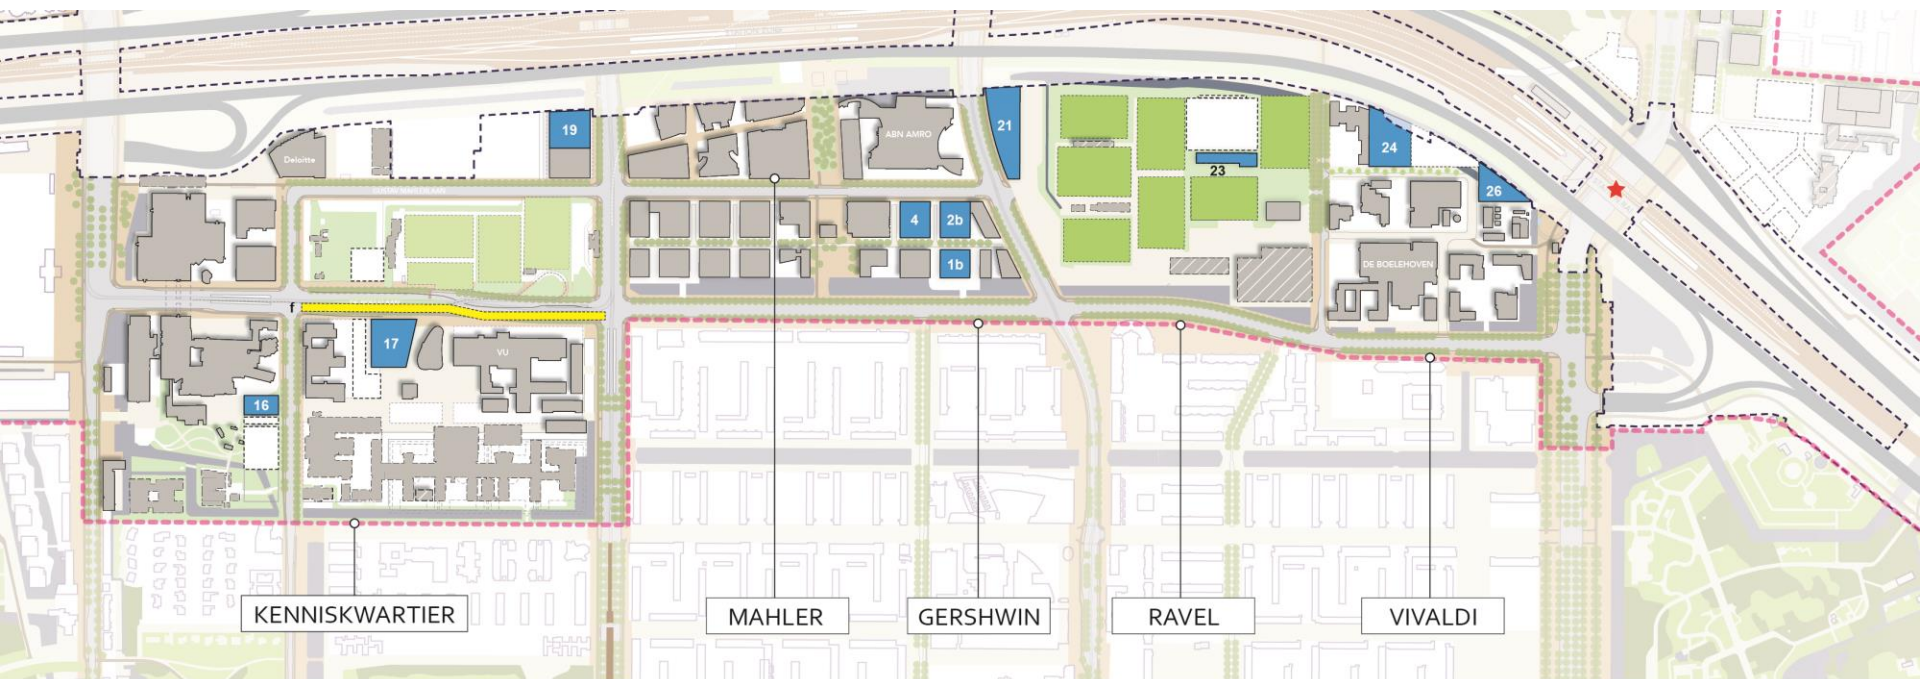 19
ABN AMRO
21
24
Deloitte
23
26
4
2b
1b
DE BOELEHOVEN
f
17
VU
16
KENNISKWARTIER
MAHLER
GERSHWIN
RAVEL
VIVALDI